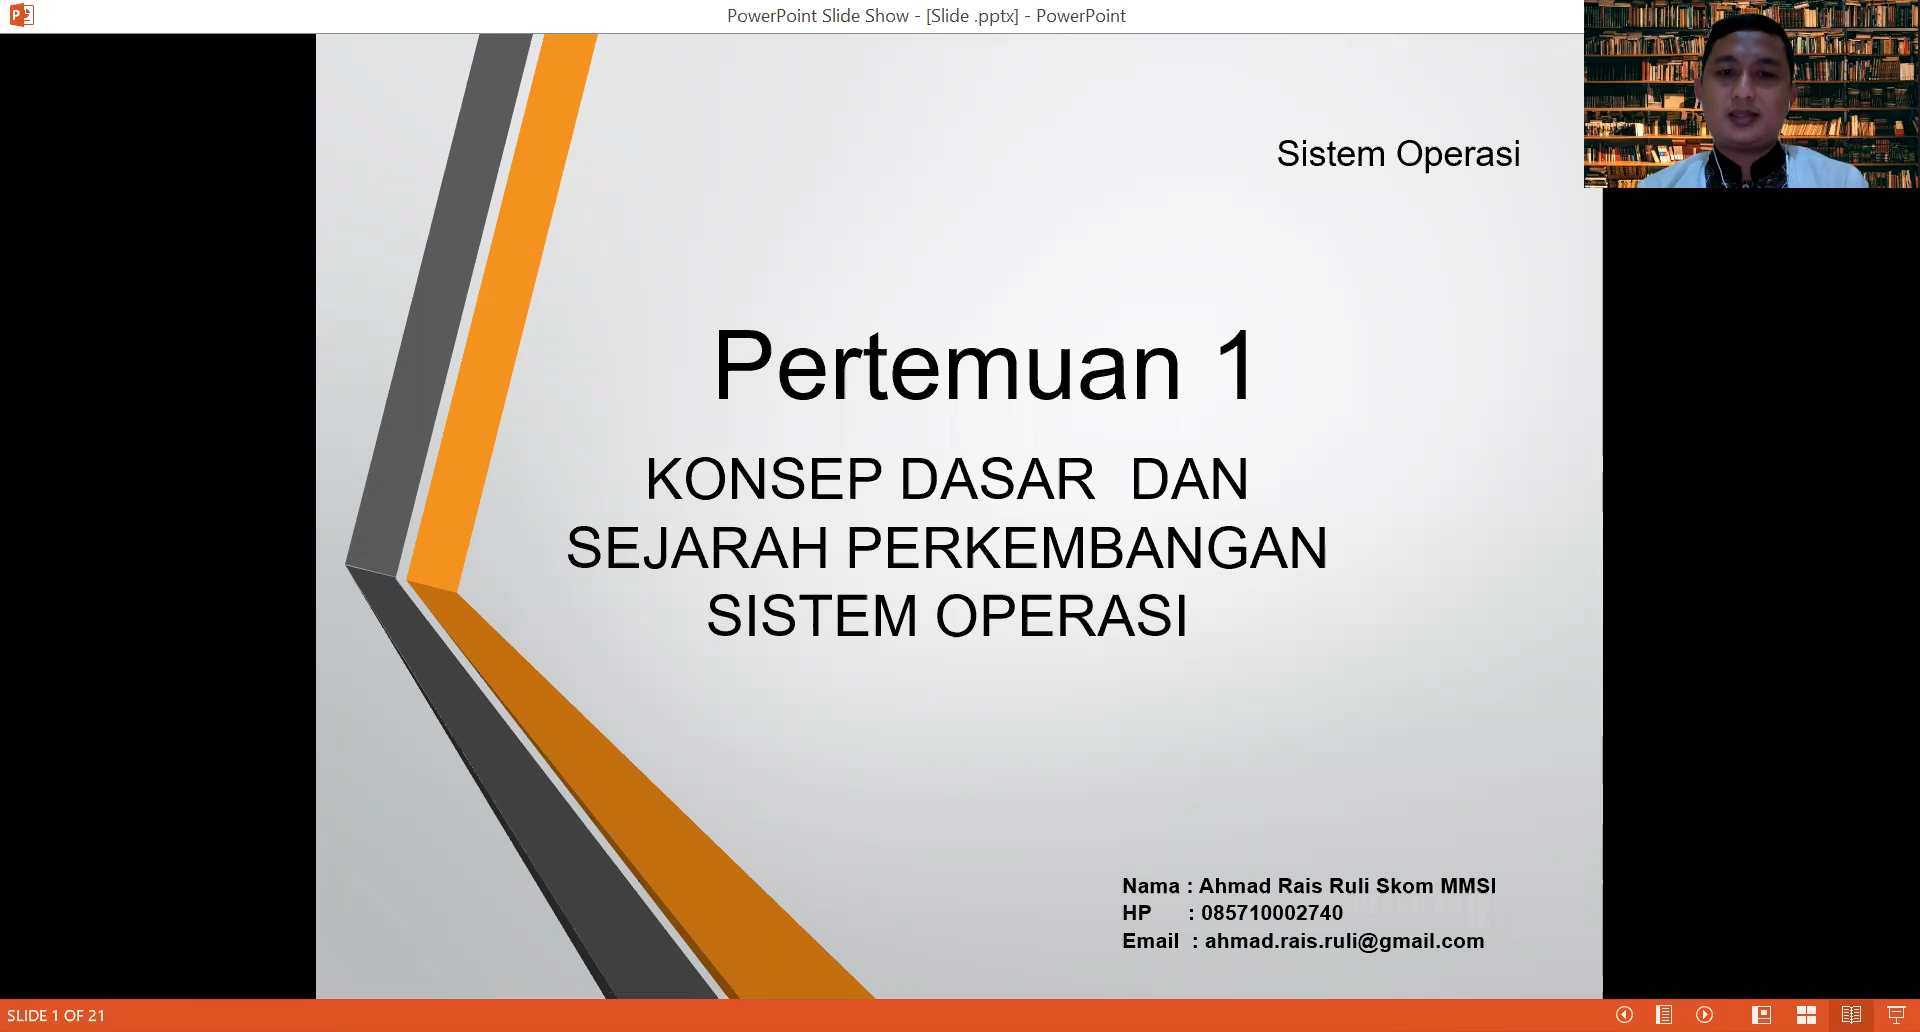 PowerPoint Slide Show - [Slide .pptx] - PowerPoint
Sistem Operasi
Pertemuan 1
KONSEP DASAR DAN
SEJARAH PERKEMBANGAN
SISTEM OPERASI
Nama : Ahmad Rais Ruli Skom MMSI
HP : 085710002740
Email : ahmad.rais.ruli@gmail.com
SLIDE 1 OF 21